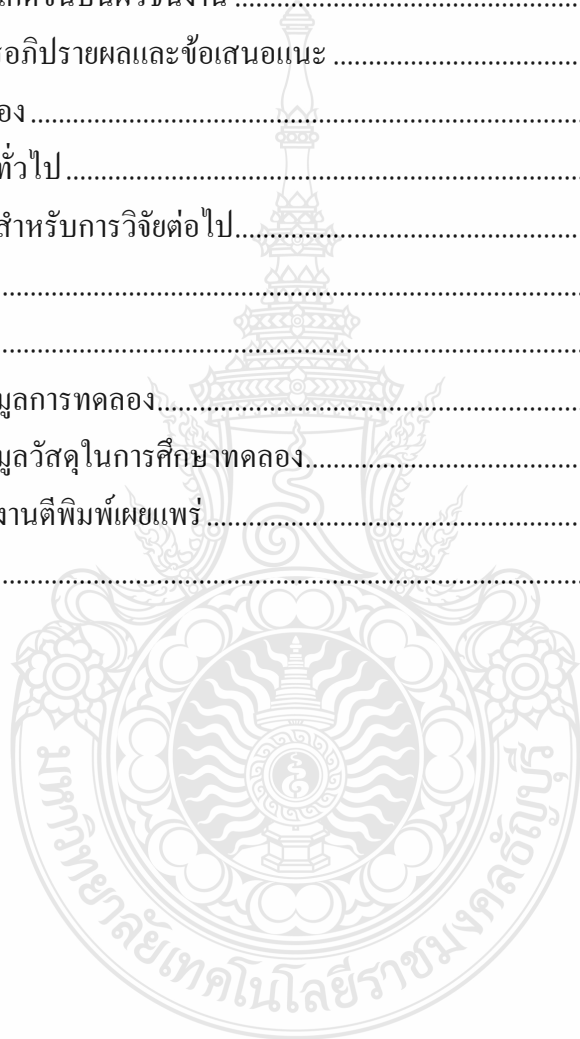 รอภิปรายผลและข้อเสนอแนะ ........................................
อง ................................................................................
ทั่วไป ..........................................................................
สำหรับการวิจัยต่อไป....................................................
....................................................................................
....................................................................................
มูลการทดลอง...............................................................
มูลวัสดุในการศึกษาทดลอง...........................................
งานตีพิมพ์เผยแพร่ .......................................................
....................................................................................
มหาวิทยาลัยเทคโนโลยีราชมงคลธัญบุรี